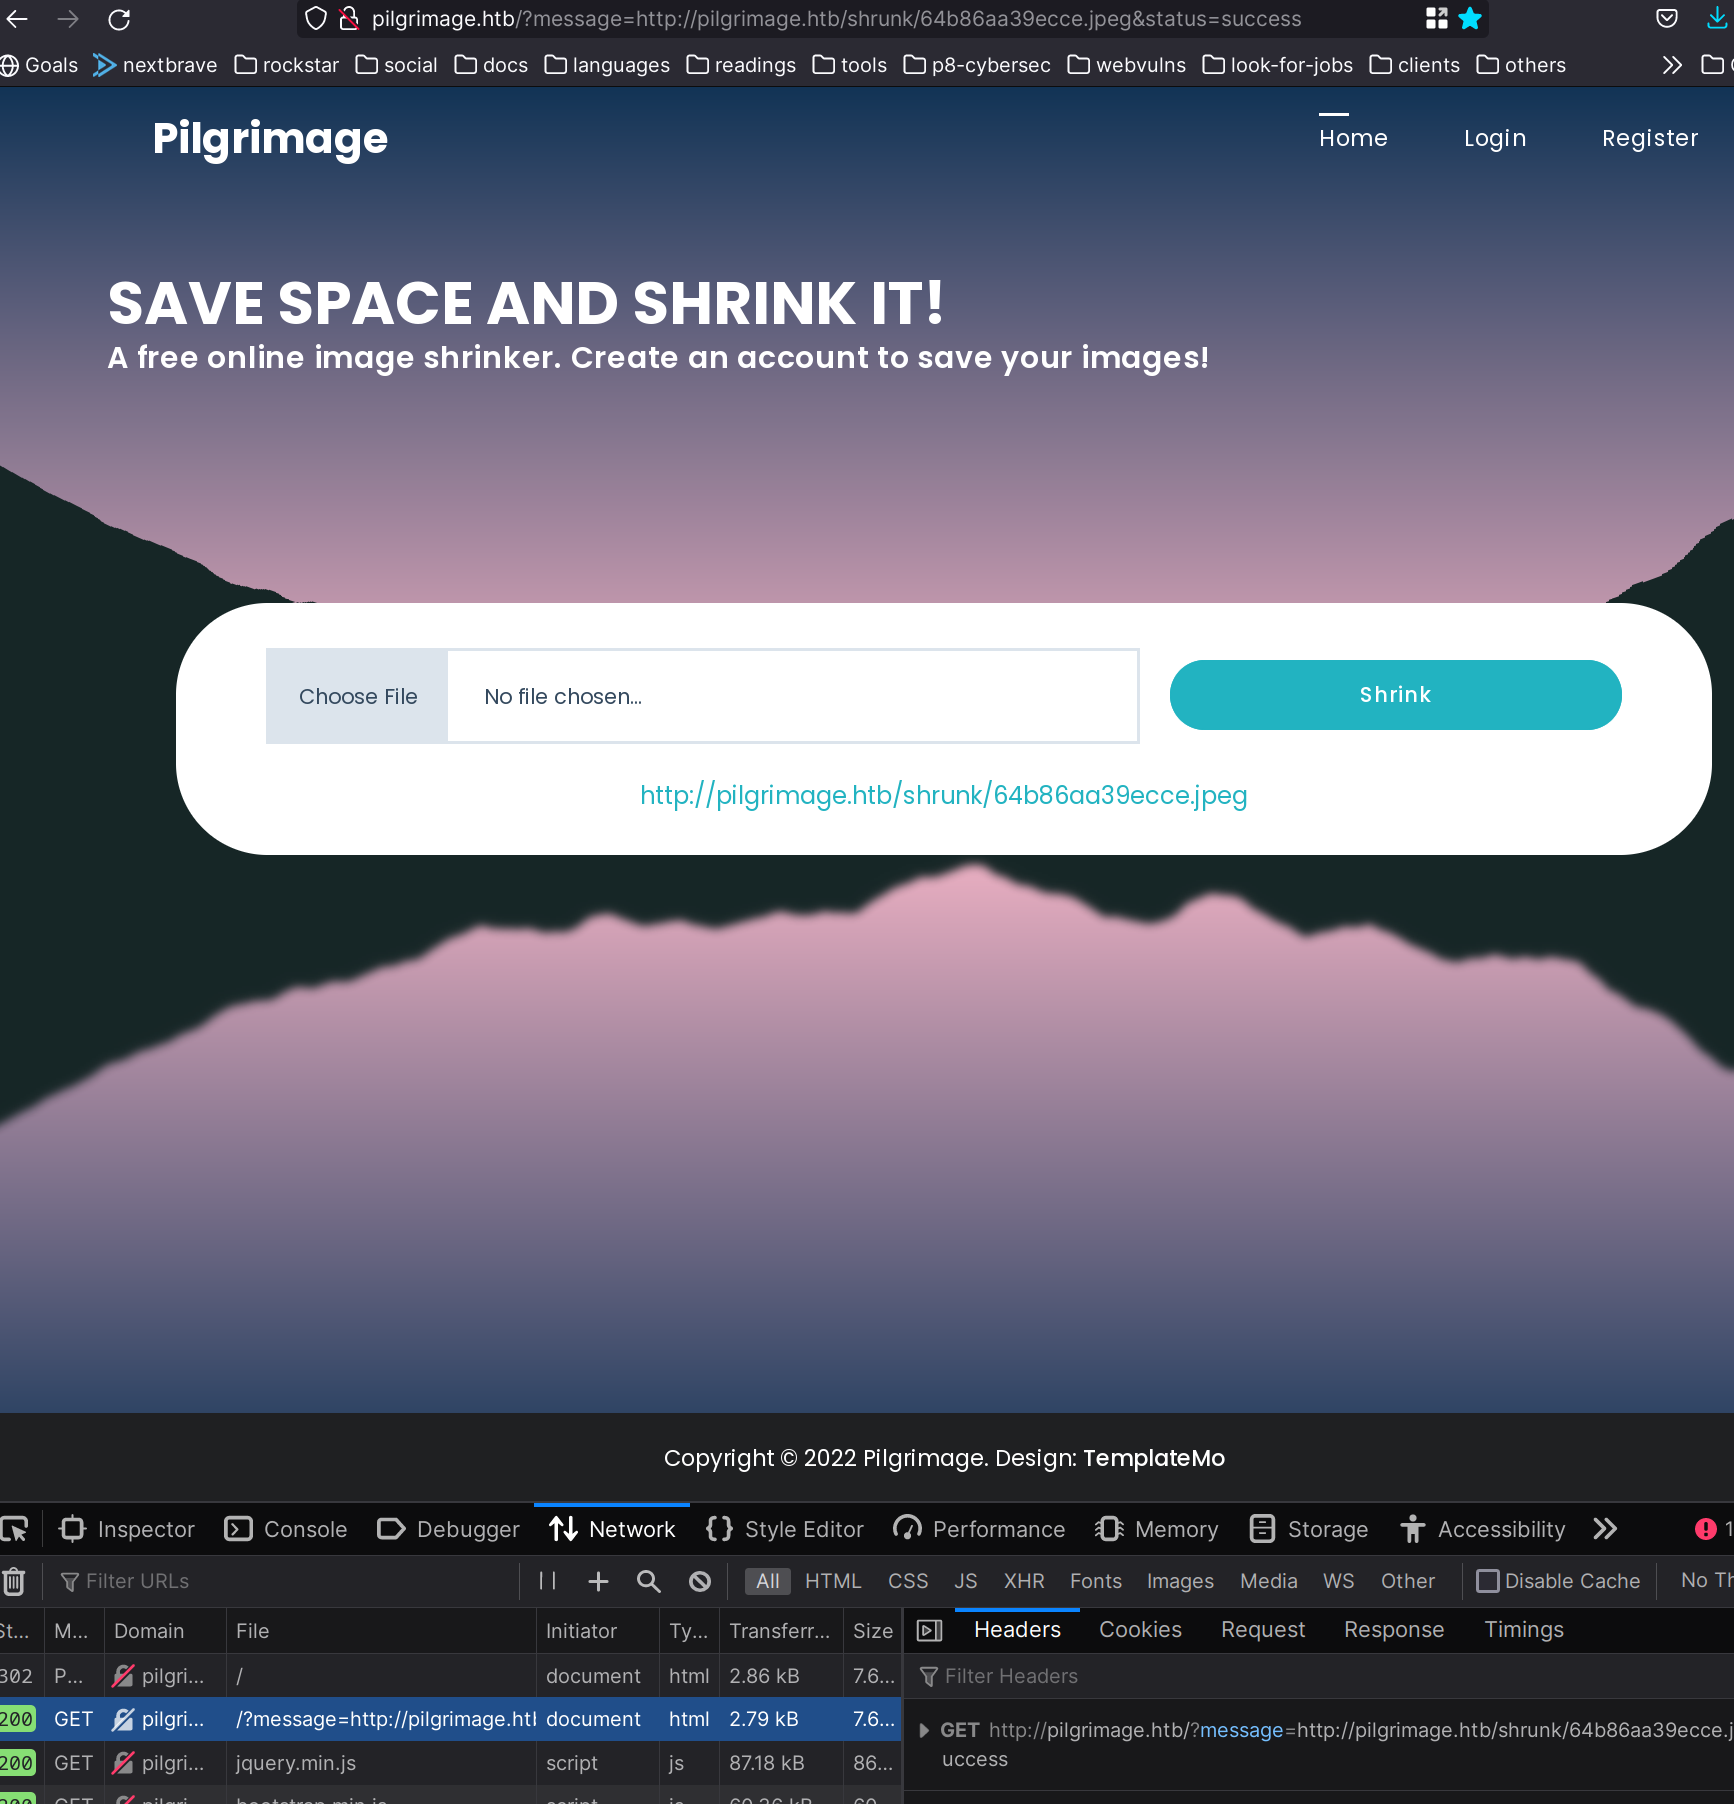 pilgrimage.htb/?message=http://pilgrimage.htb/shrunk/64b86aa39ecce.jpeg&status=success
Goals nextbrave rockstar social docs languages readings tools p8-cybersec webvulns look-for-jobs clients others
Pilgrimage
Home Login Register
SAVE SPACE AND SHRINK IT!
A free online image shrinker. Create an account to save your images!
Choose File No file chosen... Shrink
http://pilgrimage.htb/shrunk/64b86aa39ecce.jpeg
Copyright © 2022 Pilgrimage. Design: TemplateMo
Inspector Console Debugger Network Style Editor Performance Memory Storage Accessibility 1
Filter URLs All HTML CSS JS XHR Fonts Images Media WS Other Disable Cache No Th
St... M... Domain File Initiator Ty... Transferr... Size Headers Cookies Request Response Timings
302 P... pilgri... / document html 2.86 kB 7.6... Filter Headers
200 GET pilgri... /?message=http://pilgrimage.htb document html 2.79 kB 7.6...
GET http://pilgrimage.htb/?message=http://pilgrimage.htb/shrunk/64b86aa39ecce.j
uccess
200 GET pilgri... jquery.min.js script js 87.18 kB 86...